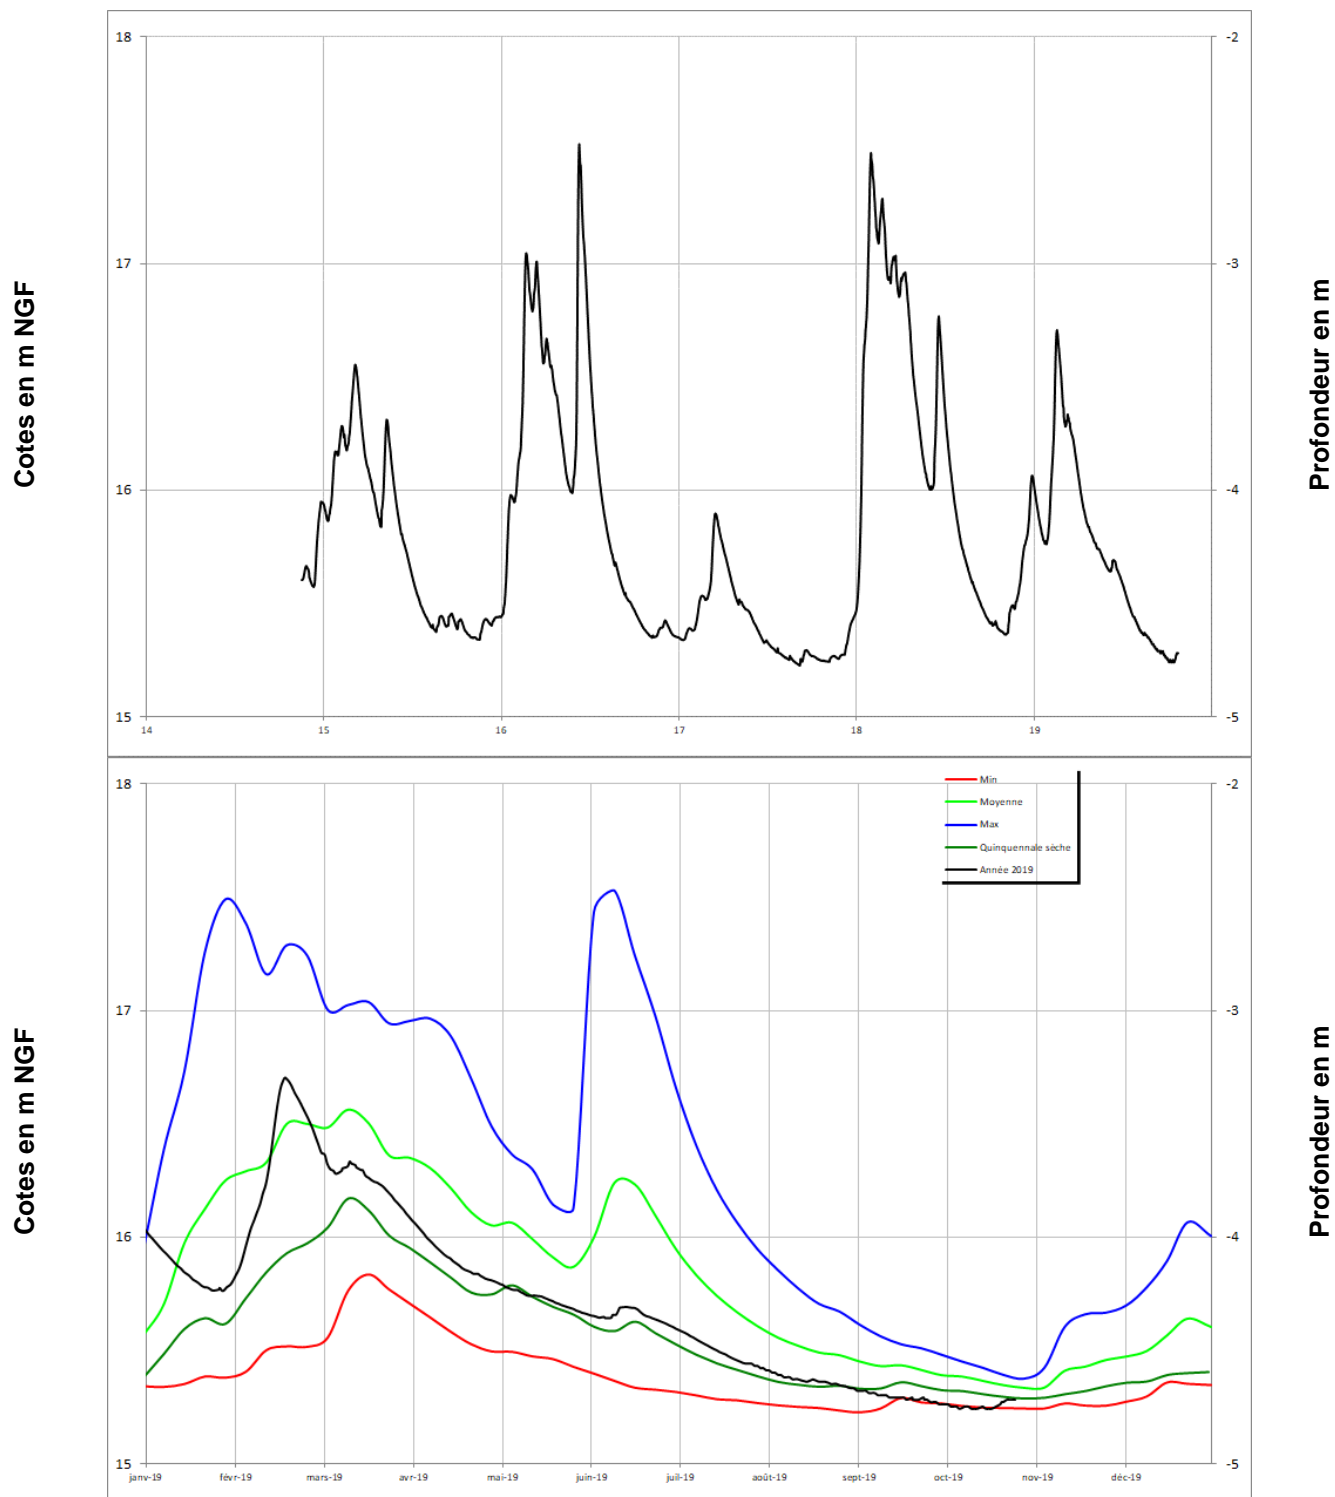 18
-2
17
-3
Cotes en m NGF
Profondeur en m
16
-4
15
-5
14
15
16
17
18
19
18
-2
Min
Moyenne
Max
Quinquennale sèche
Année 2019
17
-3
Cotes en m NGF
Profondeur en m
16
-4
15
-5
janv-19
févr-19
mars-19
avr-19
mai-19
juin-19
juil-19
août-19
sept-19
oct-19
nov-19
déc-19